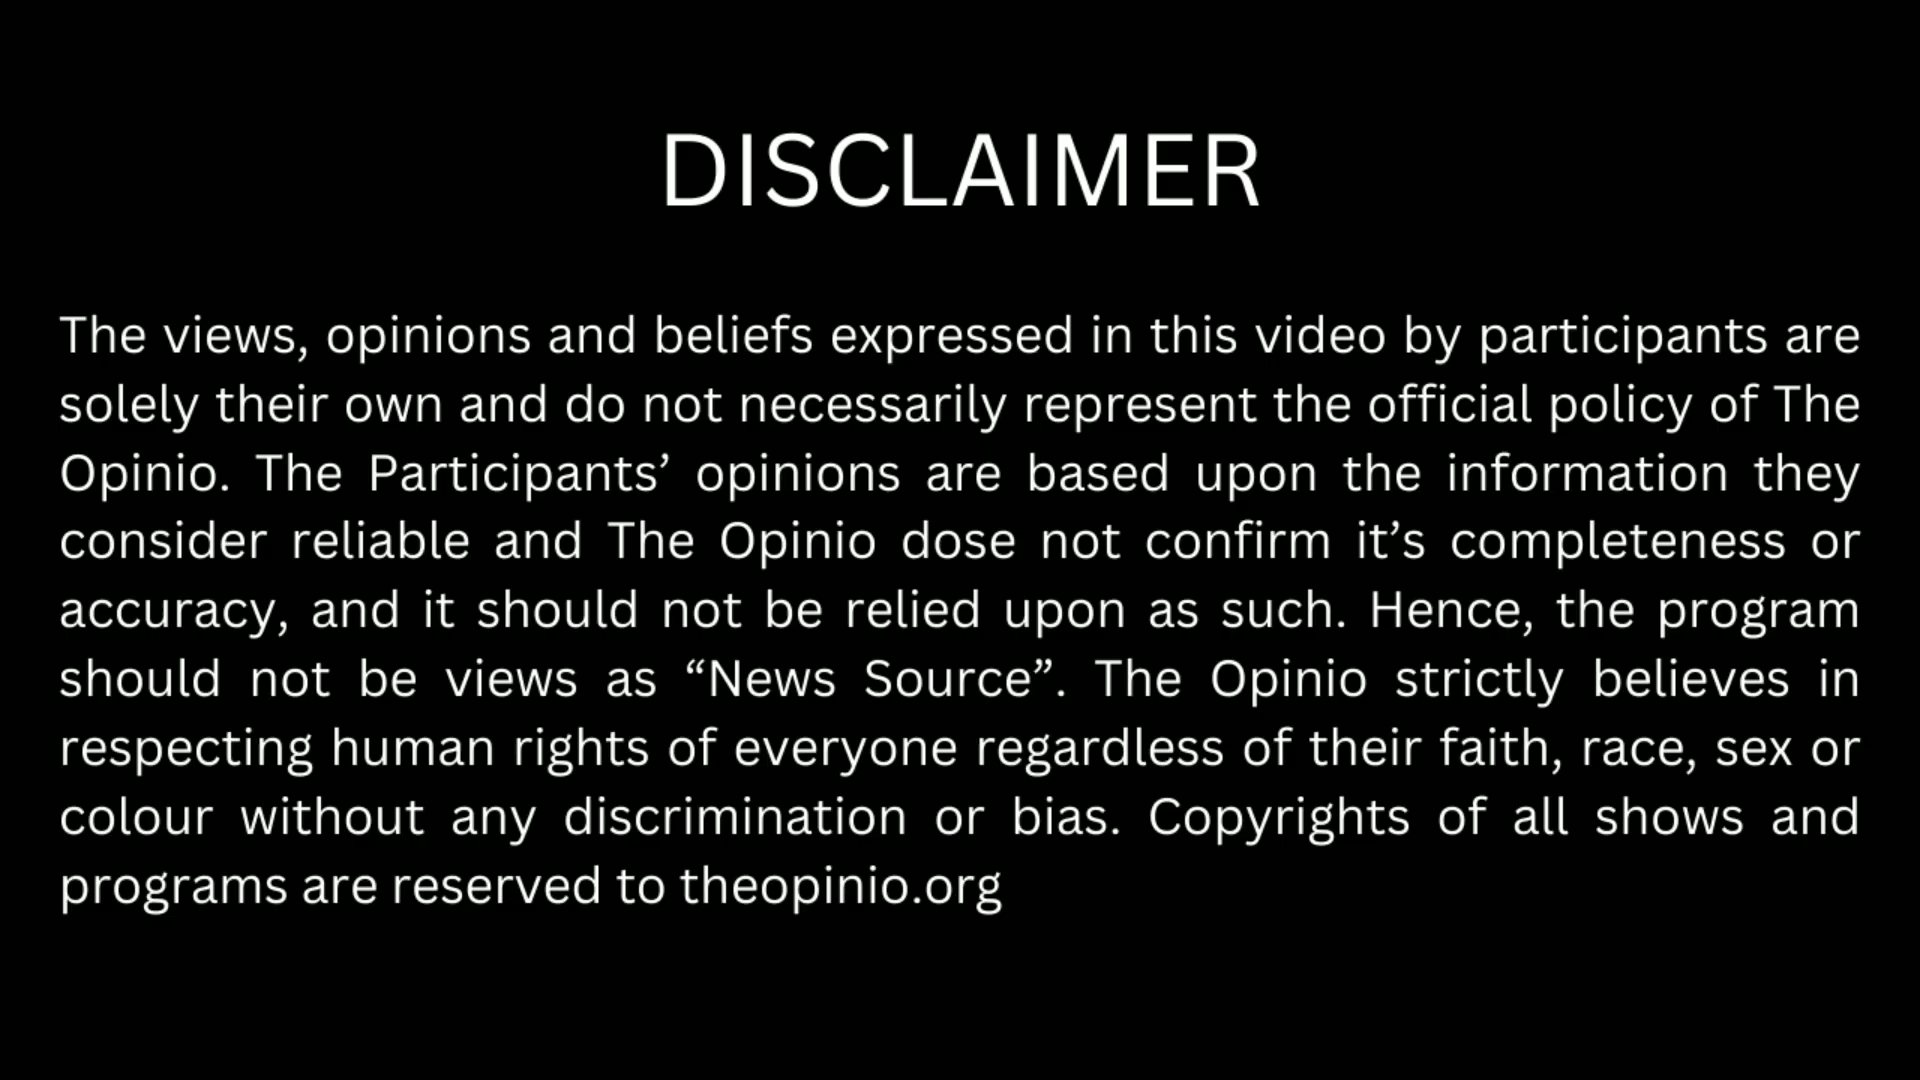 DISCLAIMER
The views, opinions and beliefs expressed in this video by participants are
solely their own and do not necessarily represent the official policy of The
Opinio. The Participants’ opinions are based upon the information they
consider reliable and The Opinio dose not confirm it’s completeness or
accuracy, and it should not be relied upon as such. Hence, the program
should not be views as “News Source”. The Opinio strictly believes in
respecting human rights of everyone regardless of their faith, race, sex or
colour without any discrimination or bias. Copyrights of all shows and
programs are reserved to theopinio.org